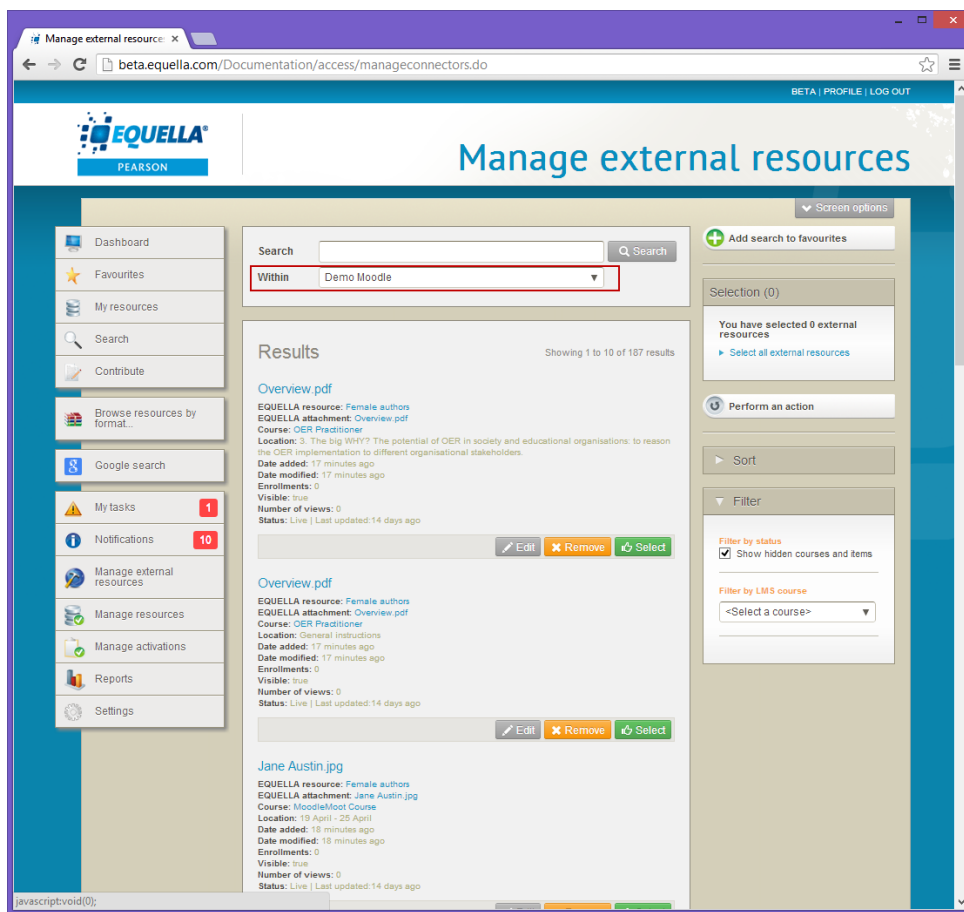 Manage external resource:
beta.equella.com/Documentation/access/manageconnectors.do
BETA | PROFILE | LOG OUT
EQUELLA®
PEARSON
Manage external resources
Screen options
Dashboard
Favourites
My resources
Search
Contribute
Browse resources by
format...
Google search
My tasks 1
Notifications 10
Manage external
resources
Manage resources
Manage activations
Reports
Settings
Search Search
Within Demo Moodle
Results Showing 1 to 10 of 187 results
Overview.pdf
EQUELLA resource: Female authors
EQUELLA attachment: Overview.pdf
Course: OER Practitioner
Location: 3. The big WHY? The potential of OER in society and educational organisations: to reason
the OER implementation to different organisational stakeholders.
Date added: 17 minutes ago
Date modified: 17 minutes ago
Enrollments: 0
Visible: true
Number of views: 0
Status: Live | Last updated:14 days ago
Edit Remove Select
Overview.pdf
EQUELLA resource: Female authors
EQUELLA attachment: Overview.pdf
Course: OER Practitioner
Location: General instructions
Date added: 17 minutes ago
Date modified: 17 minutes ago
Enrollments: 0
Visible: true
Number of views: 0
Status: Live | Last updated:14 days ago
Edit Remove Select
Jane Austin.jpg
EQUELLA resource: Female authors
EQUELLA attachment: Jane Austin.jpg
Course: MoodleMoot Course
Location: 19 April - 25 April
Date added: 18 minutes ago
Date modified: 18 minutes ago
Enrollments: 0
Visible: true
Number of views: 0
Status: Live | Last updated:14 days ago
Add search to favourites
Selection (0)
You have selected 0 external
resources
Select all external resources
Perform an action
Sort
Filter
Filter by status
Show hidden courses and items
Filter by LMS course
<Select a course>
javascript:void(0);